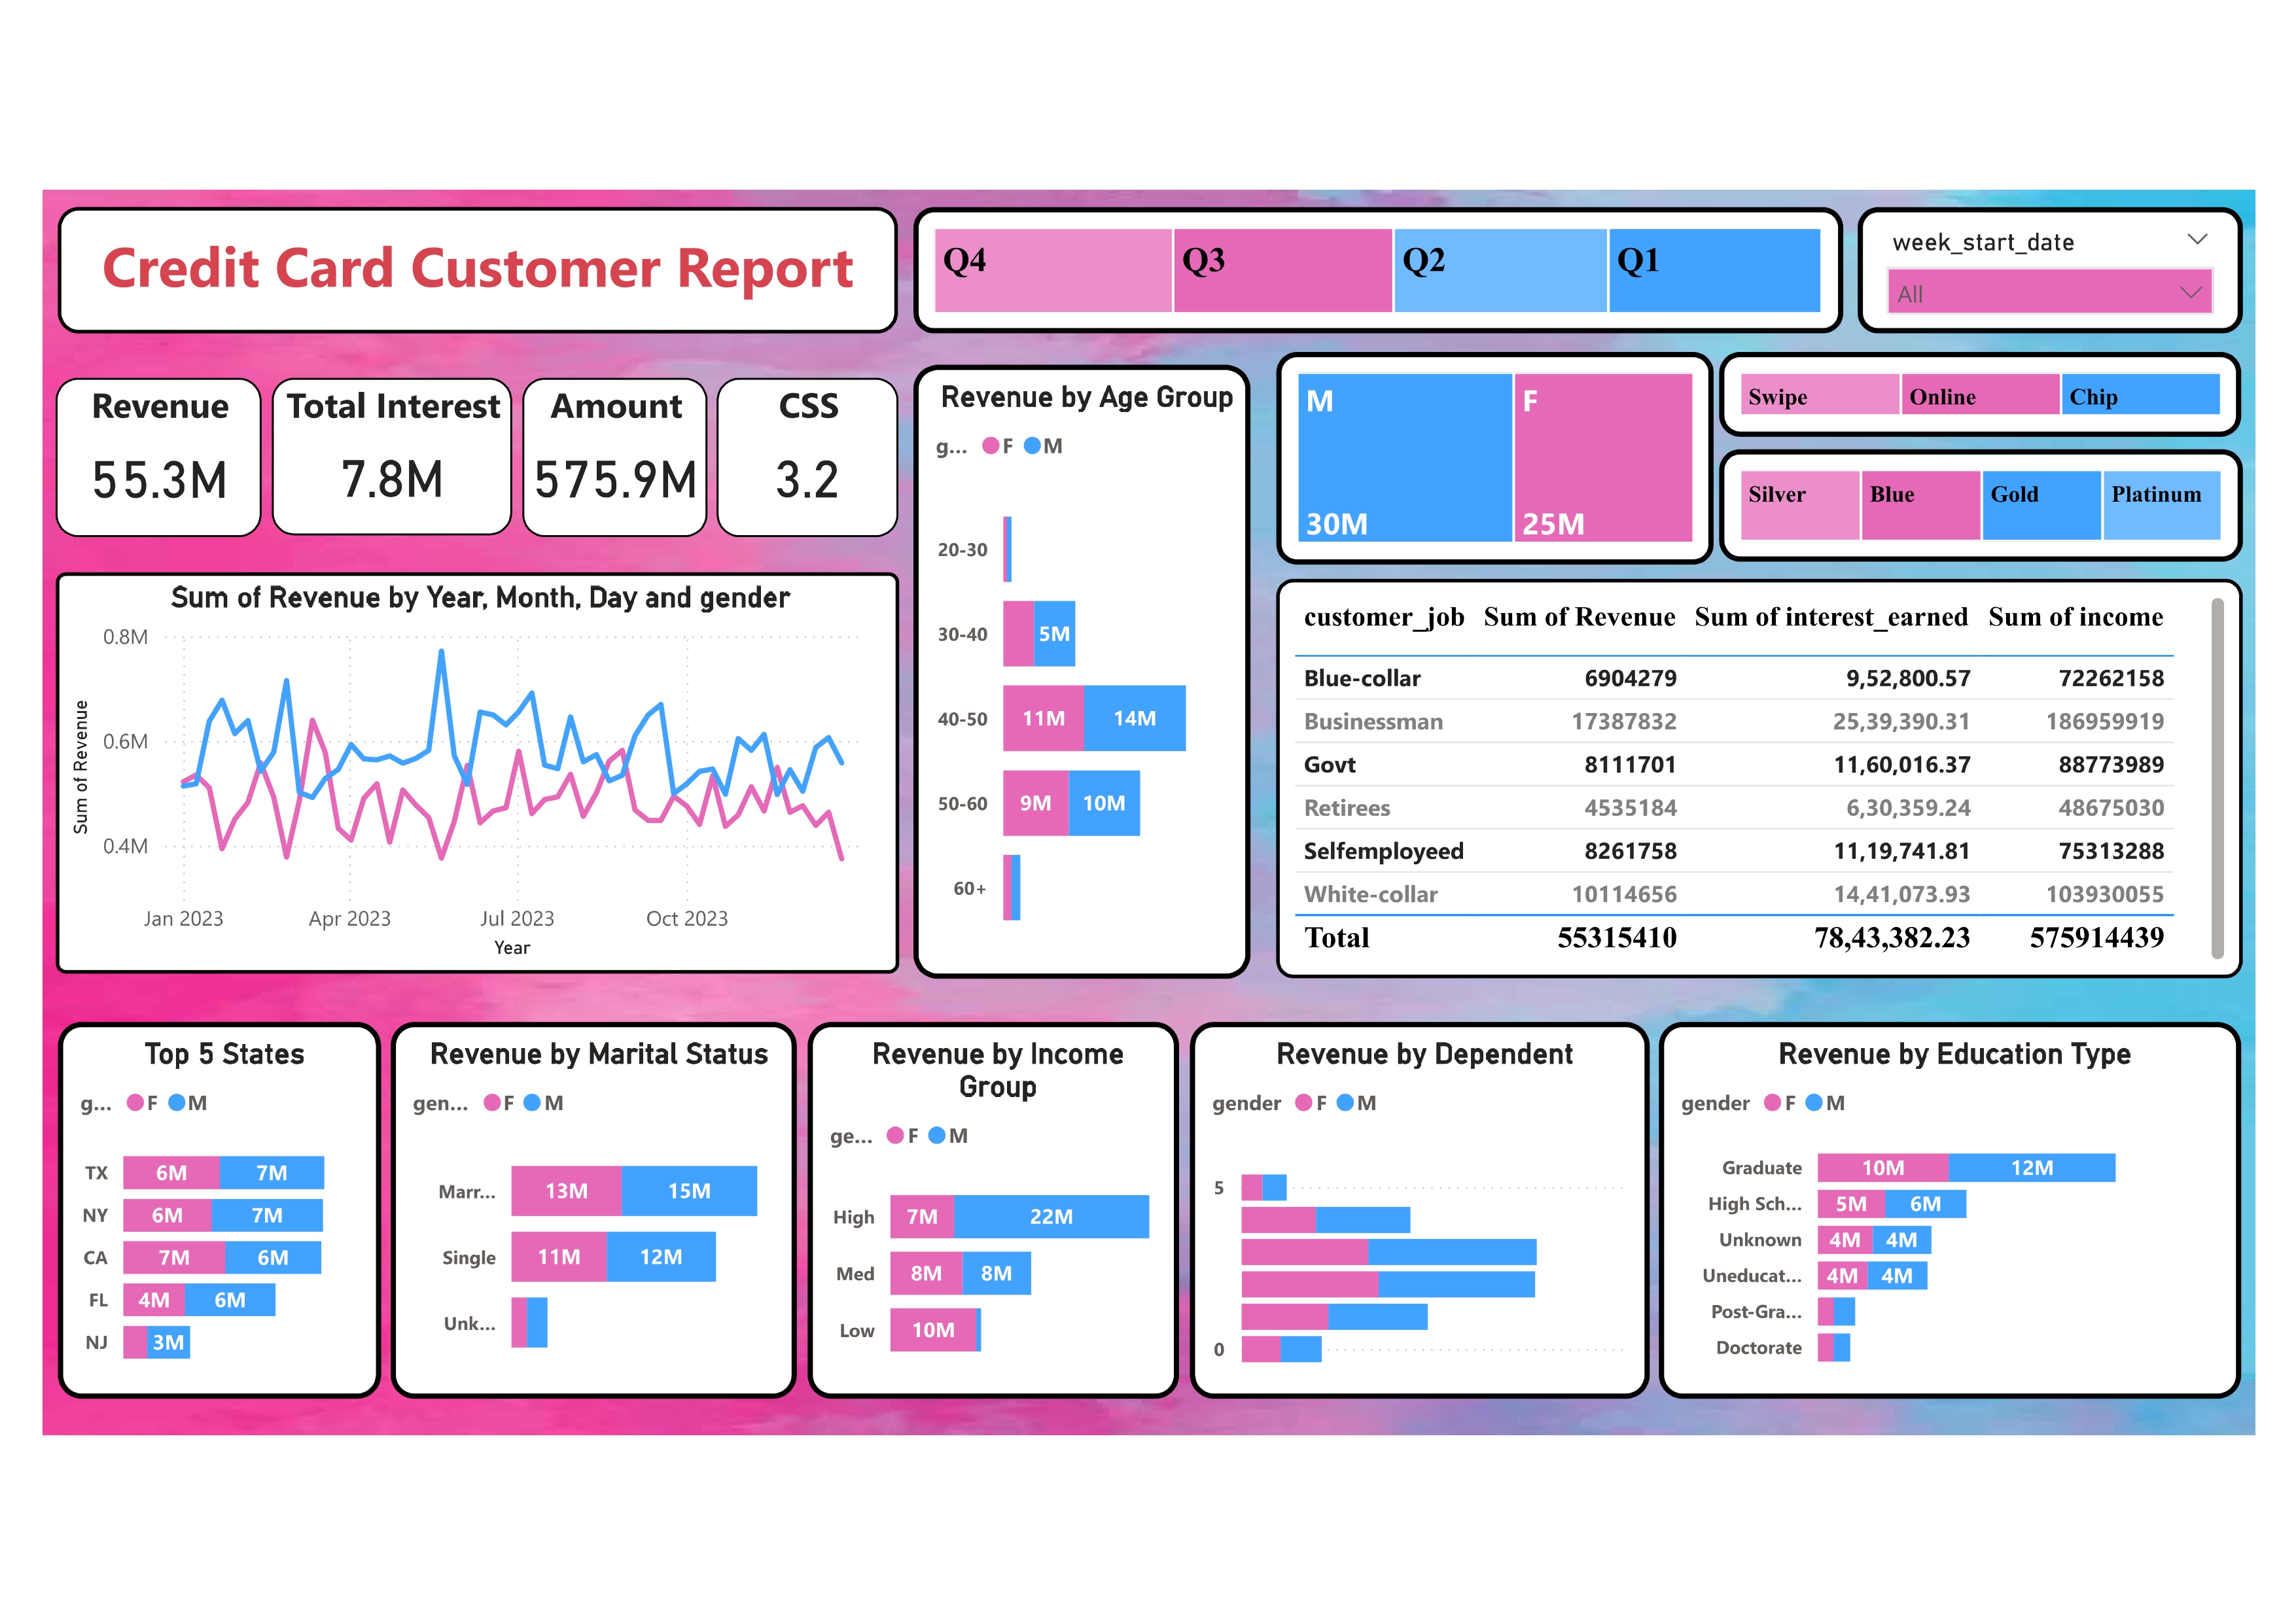 Credit Card Customer Report
Q4 Q3 Q2 Q1
week_start_date
All
Revenue
55.3M
Total Interest
7.8M
Amount
575.9M
CSS
3.2
Revenue by Age Group
g... F M
20-30
30-40 5M
40-50 11M 14M
50-60 9M 10M
60+
M
30M
F
25M
Swipe Online Chip
Silver Blue Gold Platinum
Sum of Revenue by Year, Month, Day and gender
Sum of Revenue
0.8M
0.6M
0.4M
Jan 2023 Apr 2023 Jul 2023 Oct 2023
Year
customer_job Sum of Revenue Sum of interest_earned Sum of income
Blue-collar 6904279 9,52,800.57 72262158
Businessman 17387832 25,39,390.31 186959919
Govt 8111701 11,60,016.37 88773989
Retirees 4535184 6,30,359.24 48675030
Selfemployeed 8261758 11,19,741.81 75313288
White-collar 10114656 14,41,073.93 103930055
Total 55315410 78,43,382.23 575914439
Top 5 States
g... F M
TX 6M 7M
NY 6M 7M
CA 7M 6M
FL 4M 6M
NJ 3M
Revenue by Marital Status
gen... F M
Marr... 13M 15M
Single 11M 12M
Unk...
Revenue by Income
Group
ge... F M
High 7M 22M
Med 8M 8M
Low 10M
Revenue by Dependent
gender F M
5
0
Revenue by Education Type
gender F M
Graduate 10M 12M
High Sch... 5M 6M
Unknown 4M 4M
Uneducat... 4M 4M
Post-Gra...
Doctorate